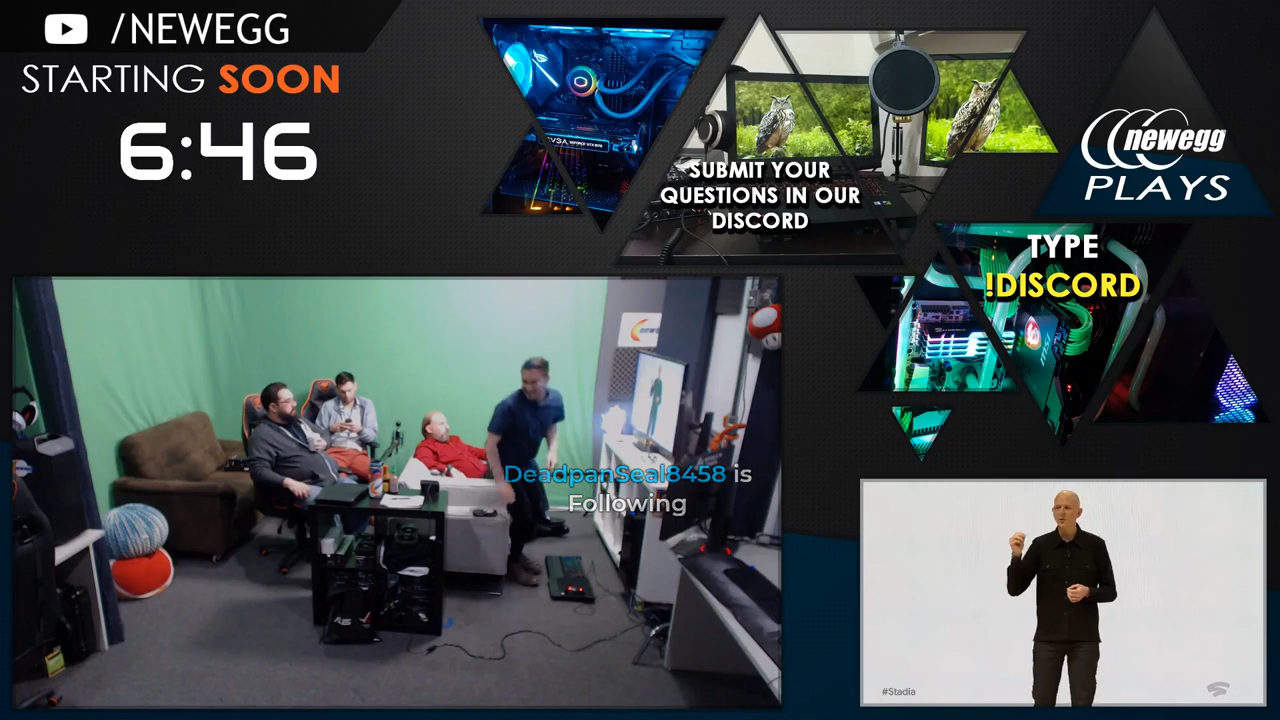 /NEWEGG
STARTING SOON
6:46
SUBMIT YOUR
QUESTIONS IN OUR
DISCORD
newegg
PLAYS
TYPE
!DISCORD
DeadpanSeal8458 is
Following
#Stadia